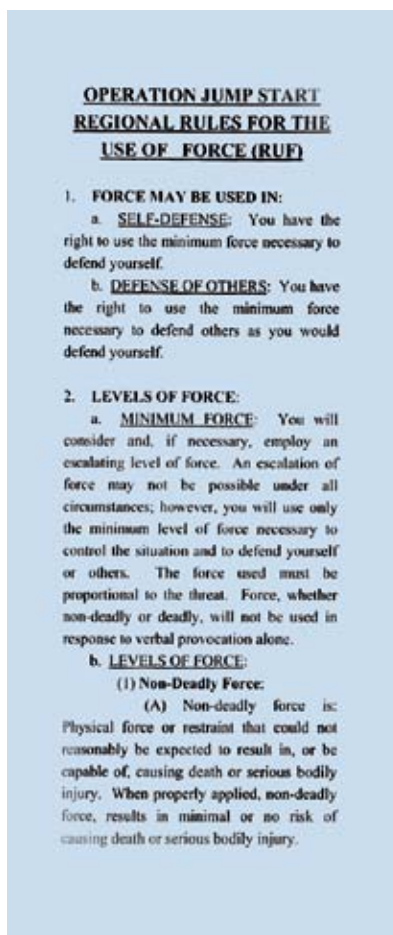 OPERATION JUMP START
REGIONAL RULES FOR THE
USE OF FORCE (RUF)
1. FORCE MAY BE USED IN:
a. SELF-DEFENSE: You have the
right to use the minimum force necessary to
defend yourself.
b. DEFENSE OF OTHERS: You have
the right to use the minimum force
necessary to defend others as you would
defend yourself.
2. LEVELS OF FORCE:
a. MINIMUM FORCE: You will
consider and, if necessary, employ an
escalating level of force. An escalation of
force may not be possible under all
circumstances; however, you will use only
the minimum level of force necessary to
control the situation and to defend yourself
or others. The force used must be
proportional to the threat. Force, whether
non-deadly or deadly, will not be used in
response to verbal provocation alone.
b. LEVELS OF FORCE:
(1) Non-Deadly Force:
(A) Non-deadly force is:
Physical force or restraint that could not
reasonably be expected to result in, or be
capable of, causing death or serious bodily
injury. When properly applied, non-deadly
force, results in minimal or no risk of
causing death or serious bodily injury.